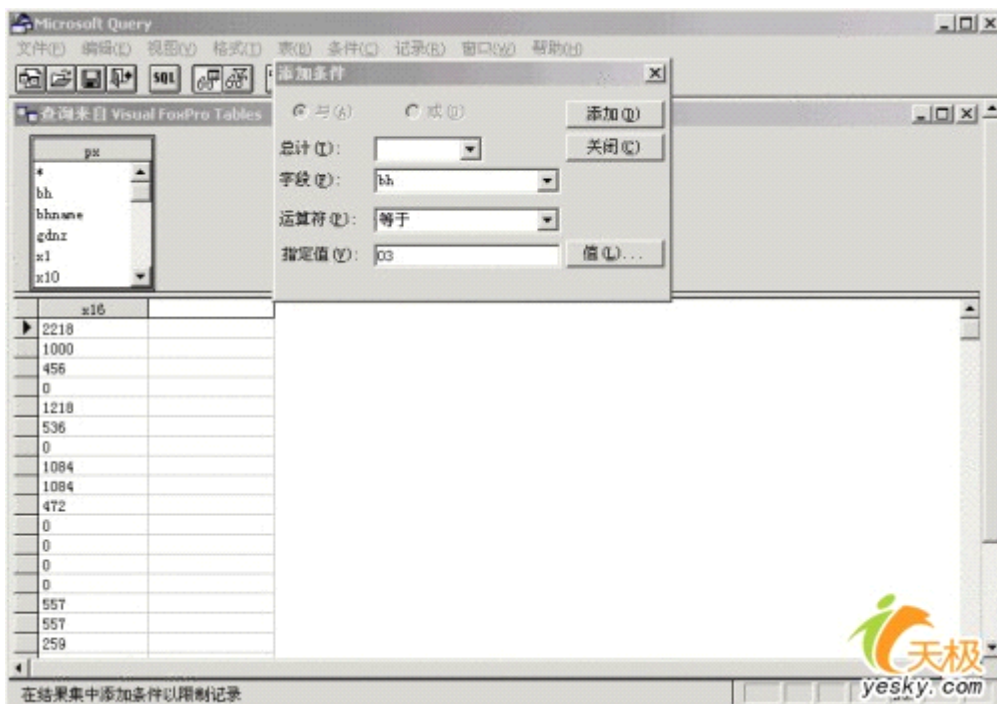 Microsoft Query
文件(F) 编辑(E) 视图(V) 格式(T) 表(B) 条件(C) 记录(R) 窗口(W) 帮助(H)
SQL
添加条件
查询来自 Visual FoxPro Tables
与(A) 或(O) 添加(D)
总计(T): 关闭(C)
字段(F): bh
运算符(P): 等于
指定值(V): 03 值(L)...
px
*
bh
bhname
gdnz
x1
x10
x16
2218
1000
456
0
1218
536
0
1084
1084
472
0
0
0
0
557
557
259
在结果集中添加条件以限制记录
天极
yesky.com